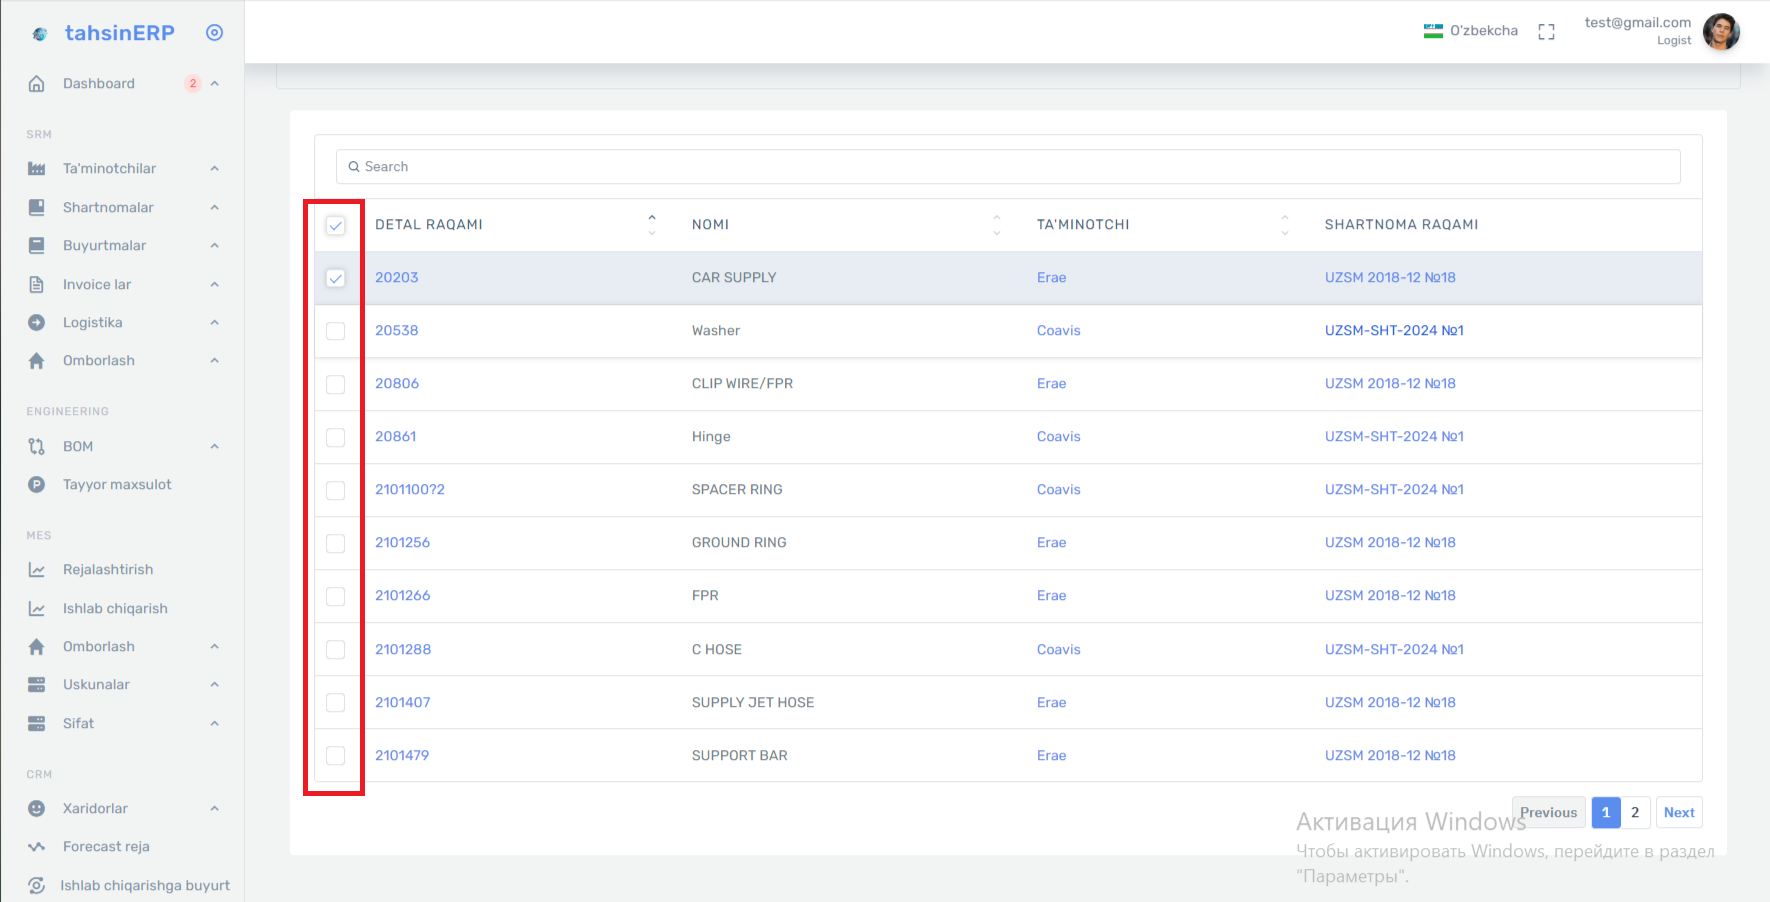 tahsinERP
O'zbekcha
test@gmail.com
Logist
Dashboard 2
SRM
Ta'minotchilar
Shartnomalar
Buyurtmalar
Invoice lar
Logistika
Omborlash
ENGINEERING
BOM
Tayyor maxsulot
MES
Rejalashtirish
Ishlab chiqarish
Omborlash
Uskunalar
Sifat
CRM
Xaridorlar
Forecast reja
Ishlab chiqarishga buyurt
Search
DETAL RAQAMI NOMI TA'MINOTCHI SHARTNOMA RAQAMI
20203 CAR SUPPLY Erae UZSM 2018-12 №18
20538 Washer Coavis UZSM-SHT-2024 №1
20806 CLIP WIRE/FPR Erae UZSM 2018-12 №18
20861 Hinge Coavis UZSM-SHT-2024 №1
2101100?2 SPACER RING Coavis UZSM-SHT-2024 №1
2101256 GROUND RING Erae UZSM 2018-12 №18
2101266 FPR Erae UZSM 2018-12 №18
2101288 C HOSE Coavis UZSM-SHT-2024 №1
2101407 SUPPLY JET HOSE Erae UZSM 2018-12 №18
2101479 SUPPORT BAR Erae UZSM 2018-12 №18
Previous 1 2 Next
Активация Windows
Чтобы активировать Windows, перейдите в раздел
"Параметры".